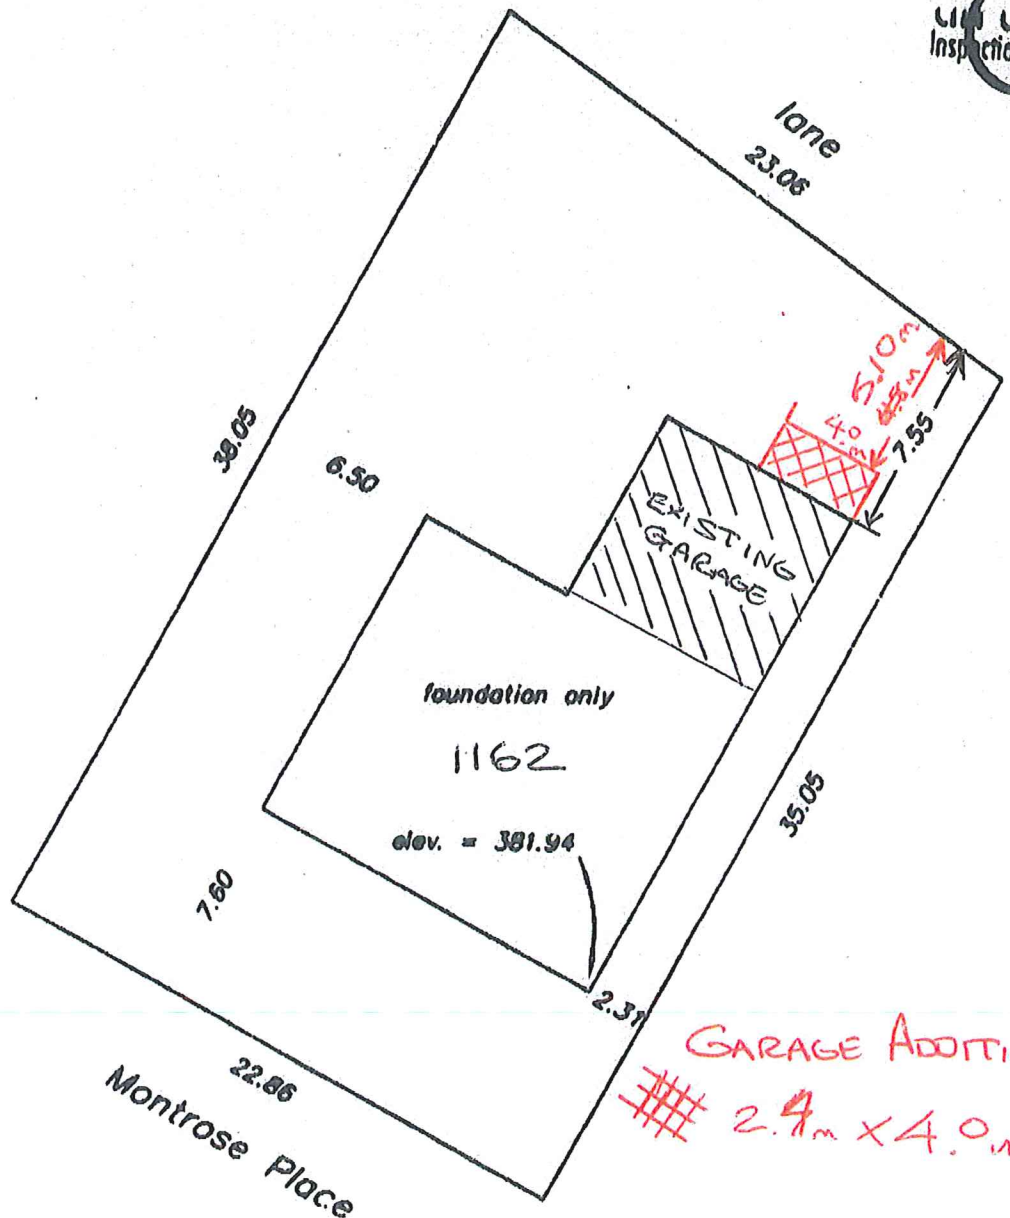 Inspectio
lane
23.06
5.10m
4.0m
7.55
38.05
6.50
EXISTING
GARAGE
foundation only
1162
elev. = 381.94
35.05
7.60
2.31
GARAGE ADDITI
2.4m X 4.0m
22.86
Montrose Place